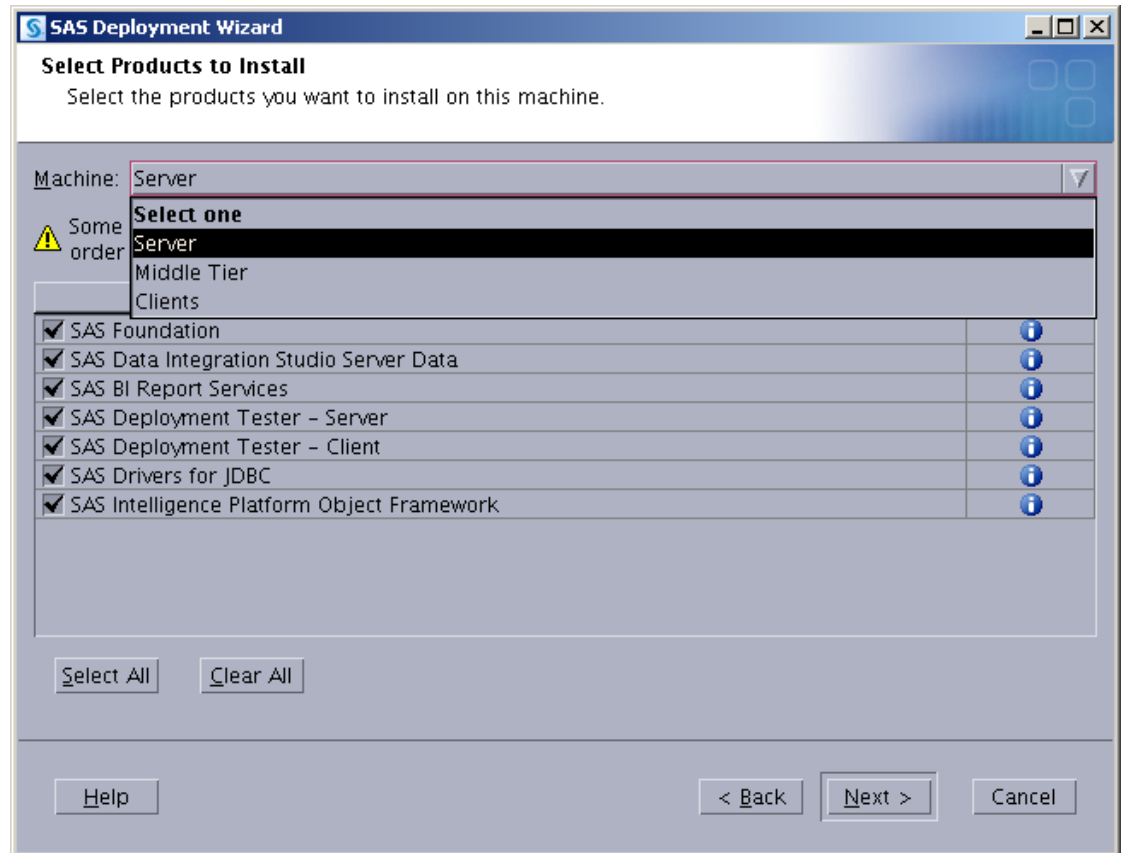 SAS Deployment Wizard
Select Products to Install
Select the products you want to install on this machine.
Machine: Server
Select one
Some
Server
order
Middle Tier
Clients
SAS Foundation
SAS Data Integration Studio Server Data
SAS BI Report Services
SAS Deployment Tester – Server
SAS Deployment Tester – Client
SAS Drivers for JDBC
SAS Intelligence Platform Object Framework
Select All Clear All
Help < Back Next > Cancel